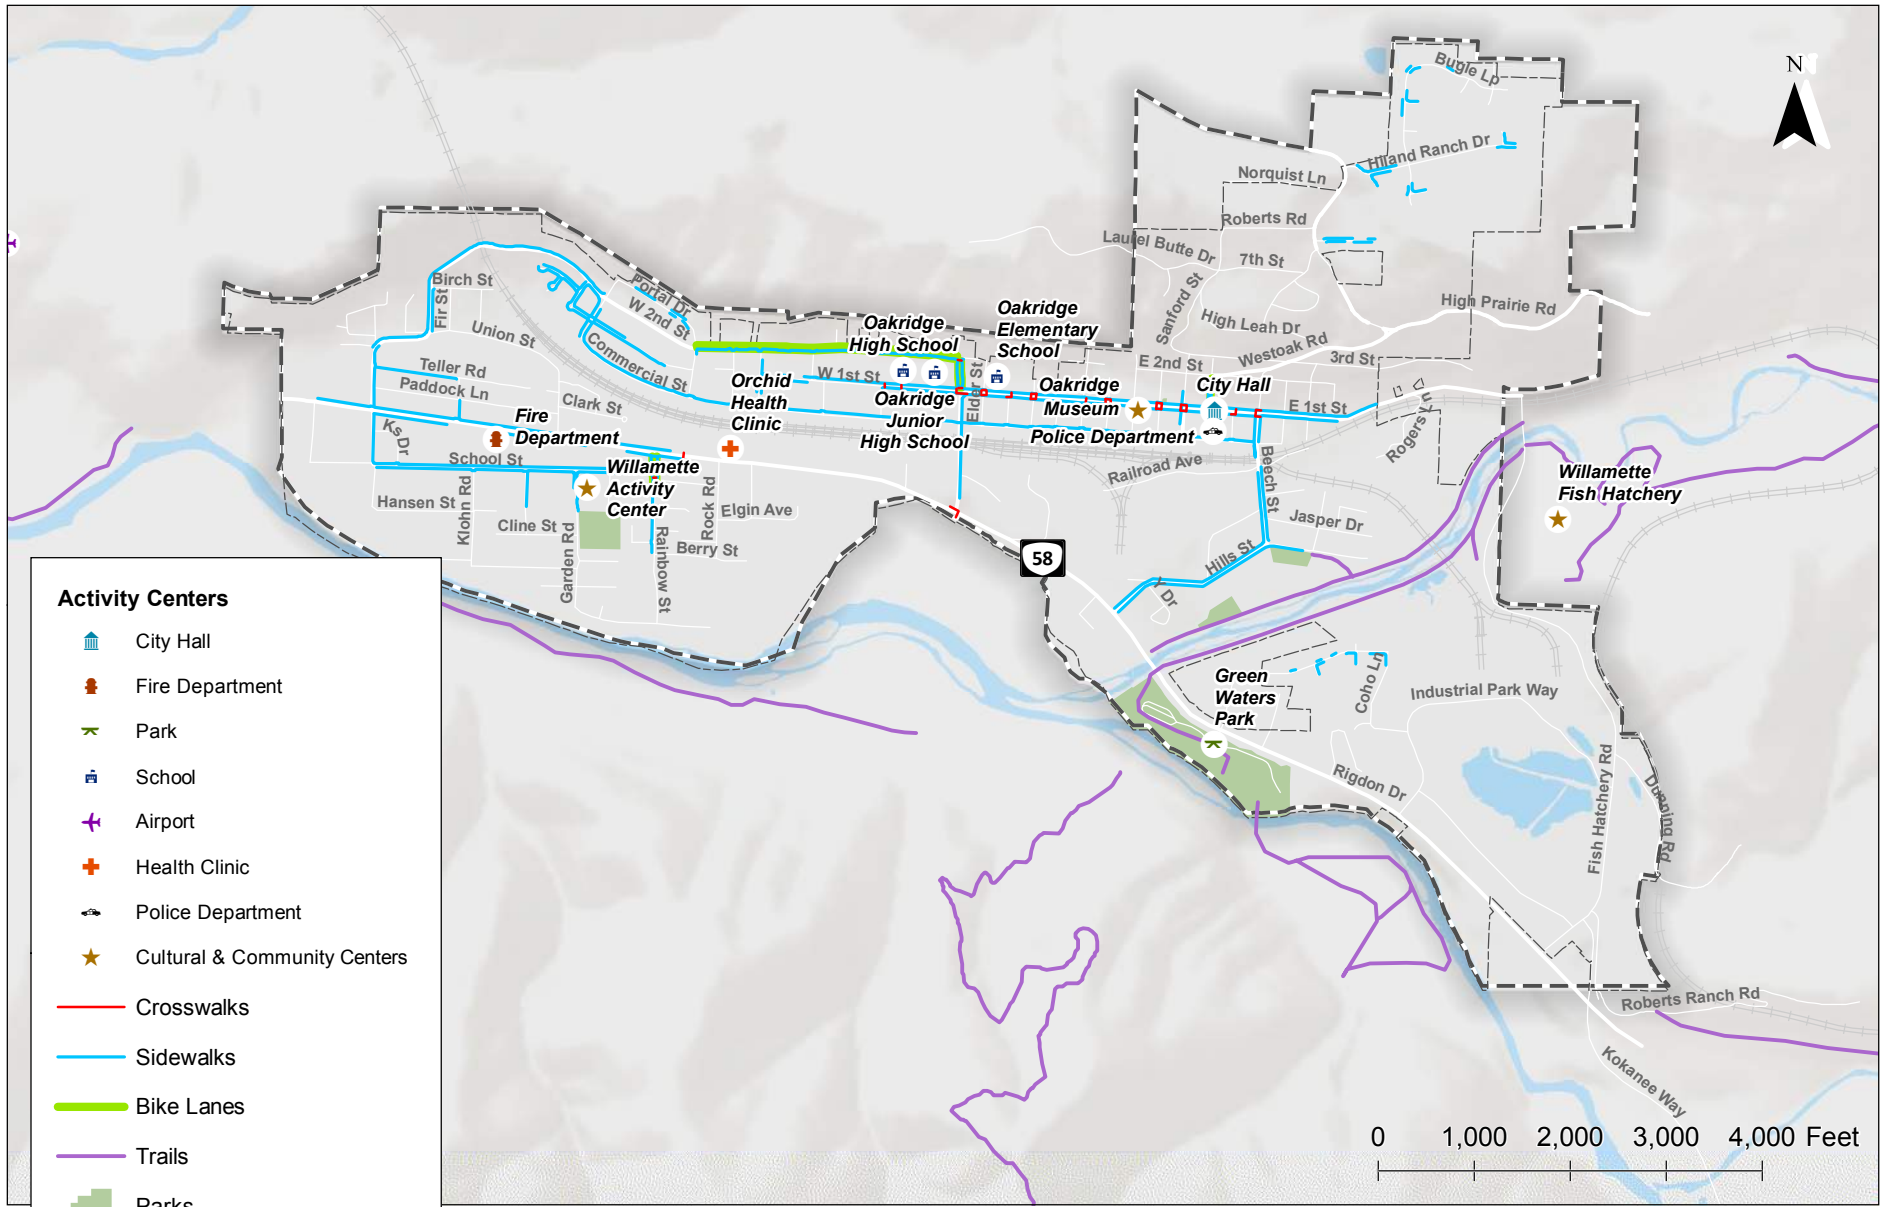 N
Bugle Lp
Hiland Ranch Dr
Norquist Ln
Roberts Rd
Laurel Butte Dr
7th St
Sanford St
High Prairie Rd
High Leah Dr
Westoak Rd
E 2nd St
3rd St
Birch St
Fir St
Portal Dr
W 2nd St
Union St
Commercial St
Teller Rd
Paddock Ln
Clark St
Oakridge
High School
Oakridge
Elementary
School
W 1st St
Elder St
Orchid
Health
Clinic
Oakridge
Junior
High School
Oakridge
Museum
City Hall
E 1st St
Police Department
Fire
Department
Ks Dr
School St
Willamette
Activity
Center
Railroad Ave
Beech St
Rogers Ln
Willamette
Fish Hatchery
Hansen St
Klohn Rd
Cline St
Garden Rd
Rainbow St
Rock Rd
Elgin Ave
Berry St
Jasper Dr
Hills St
58
Y Dr
Green
Waters
Park
Coho Ln
Industrial Park Way
Rigdon Dr
Fish Hatchery Rd
Dunning Rd
Roberts Ranch Rd
Kokanee Way
Activity Centers
City Hall
Fire Department
Park
School
Airport
Health Clinic
Police Department
Cultural & Community Centers
Crosswalks
Sidewalks
Bike Lanes
Trails
Parks
0 1,000 2,000 3,000 4,000 Feet